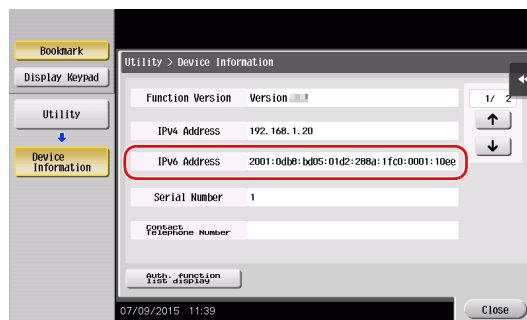 Bookmark
Display Keypad
Utility
Device
Information
Utility > Device Information
Function Version Version
1/ 2
IPv4 Address 192.168.1.20
IPv6 Address 2001:0db8:bd05:01d2:288a:1fc0:0001:10ee
Serial Number 1
Contact
Telephone Number
Auth. function
list display
07/09/2015 11:39
Close